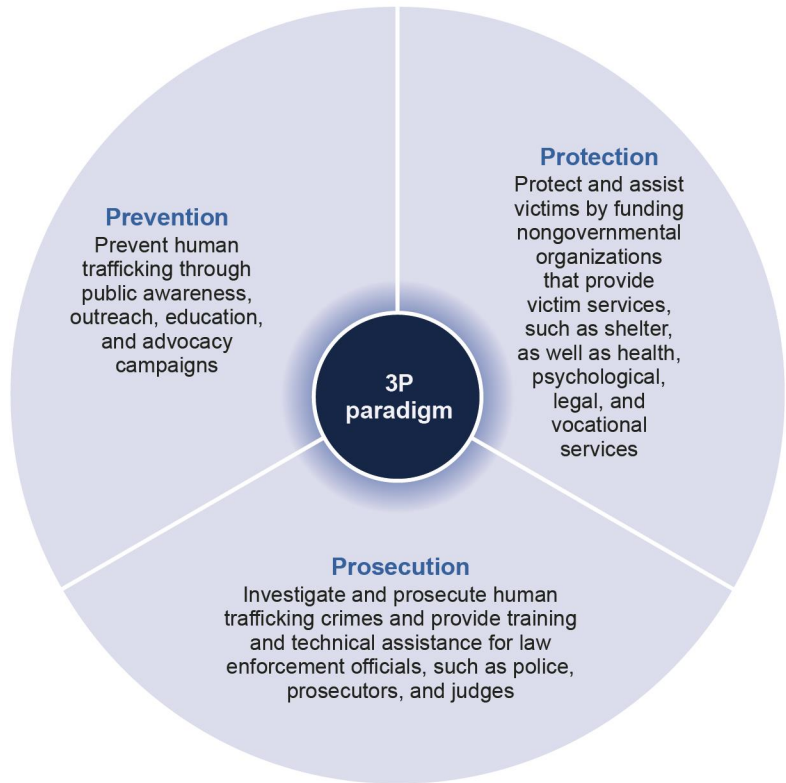 Prevention
Prevent human
trafficking through
public awareness,
outreach, education,
and advocacy
campaigns
Protection
Protect and assist
victims by funding
nongovernmental
organizations
that provide
victim services,
such as shelter,
as well as health,
psychological,
legal, and
vocational
services
3P
paradigm
Prosecution
Investigate and prosecute human
trafficking crimes and provide training
and technical assistance for law
enforcement officials, such as police,
prosecutors, and judges